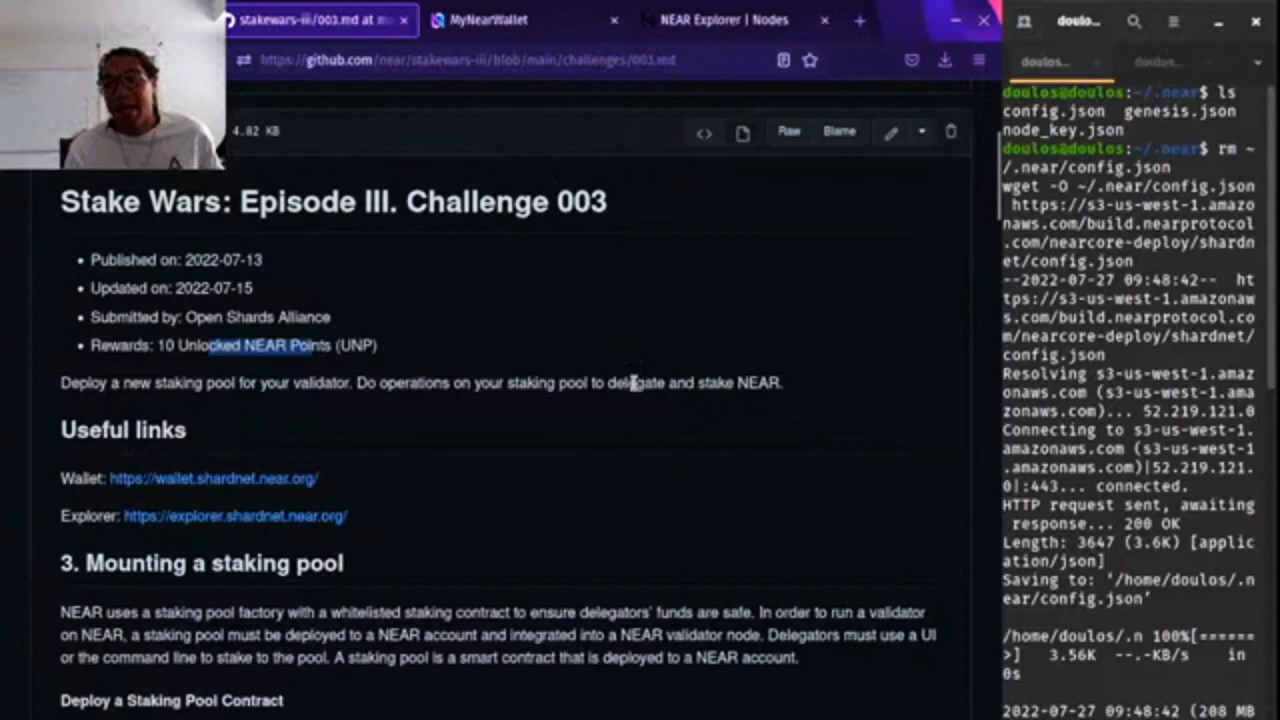 stakewars-iii/003.md at m
MyNearWallet
NEAR Explorer | Nodes
https://github.com/near/stakewars-iii/blob/main/challenges/003.md
4.82 KB
Raw
Blame
Stake Wars: Episode III. Challenge 003
• Published on: 2022-07-13
• Updated on: 2022-07-15
• Submitted by: Open Shards Alliance
• Rewards: 10 Unlocked NEAR Points (UNP)
Deploy a new staking pool for your validator. Do operations on your staking pool to delegate and stake NEAR.
Useful links
Wallet: https://wallet.shardnet.near.org/
Explorer: https://explorer.shardnet.near.org/
3. Mounting a staking pool
NEAR uses a staking pool factory with a whitelisted staking contract to ensure delegators' funds are safe. In order to run a validator
on NEAR, a staking pool must be deployed to a NEAR account and integrated into a NEAR validator node. Delegators must use a UI
or the command line to stake to the pool. A staking pool is a smart contract that is deployed to a NEAR account.
Deploy a Staking Pool Contract
doulo...
doulos...
doulos...
doulos@doulos:~/.near$ ls
config.json genesis.json
node_key.json
doulos@doulos:~/.near$ rm ~
/.near/config.json
wget -O ~/.near/config.json
https://s3-us-west-1.amazo
naws.com/build.nearprotocol
.com/nearcore-deploy/shardn
et/config.json
--2022-07-27 09:48:42-- ht
tps://s3-us-west-1.amazonaw
s.com/build.nearprotocol.co
m/nearcore-deploy/shardnet/
config.json
Resolving s3-us-west-1.amaz
onaws.com (s3-us-west-1.ama
zonaws.com)... 52.219.121.0
Connecting to s3-us-west-1.
amazonaws.com (s3-us-west-1
.amazonaws.com)|52.219.121.
0|:443... connected.
HTTP request sent, awaiting
response... 200 OK
Length: 3647 (3.6K) [applic
ation/json]
Saving to: '/home/doulos/.n
ear/config.json'
/home/doulos/.n 100%[======
=>] 3.56K --.-KB/s in
0s
2022-07-27 09:48:42 (208 MB